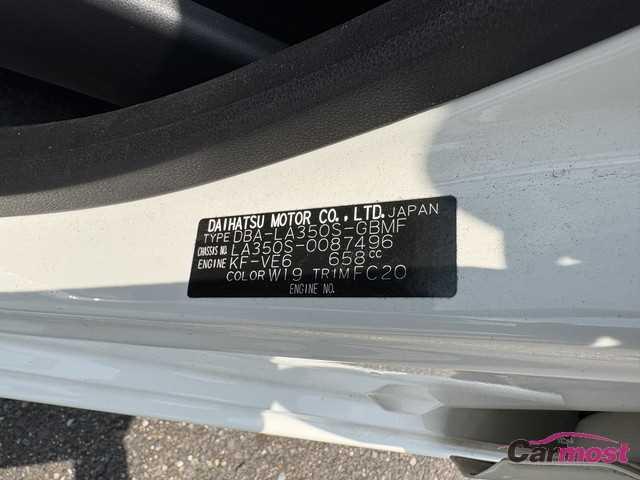 DAIHATSU MOTOR CO.,LTD. JAPAN
TYPE DBA-LA350S-GBMF
CHASSIS NO. LA350S-0087496
ENGINE KF-VE6 658cc
COLOR W19 TRIM FC20
ENGINE NO.
Carmost